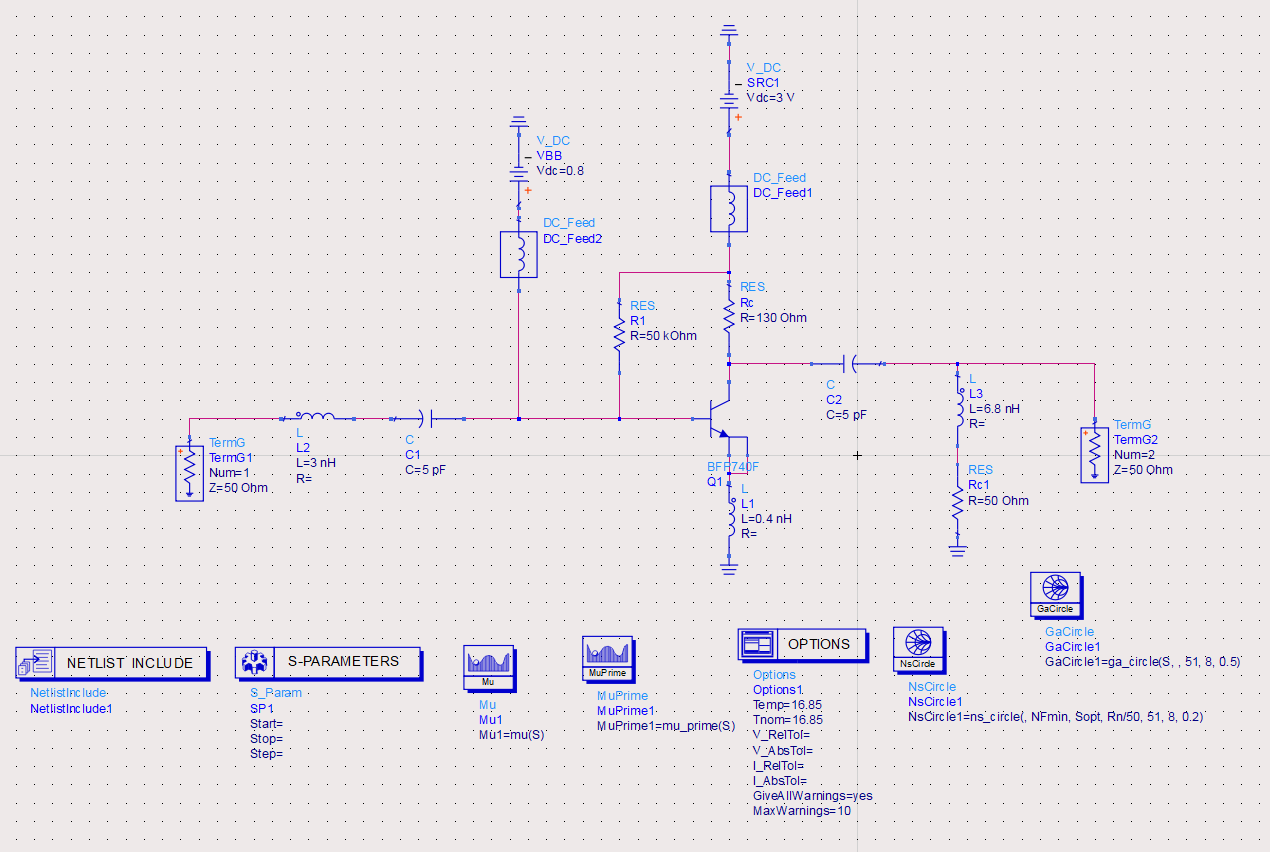 V_DC
SRC1
Vdc=3 V
V_DC
VBB
Vdc=0.8
DC_Feed
DC_Feed1
DC_Feed
DC_Feed2
RES
Rc
R=130 Ohm
RES
R1
R=50 kOhm
C
C2
C=5 pF
L
L3
L=6.8 nH
R=
TermG
TermG2
Num=2
Z=50 Ohm
TermG
TermG1
Num=1
Z=50 Ohm
L
L2
L=3 nH
R=
C
C1
C=5 pF
BFP740F
Q1
L
L1
L=0.4 nH
R=
RES
Rc1
R=50 Ohm
GaCircle
GaCircle
GaCircle1
GaCircle1=ga_circle(S, , 51, 8, 0.5)
NETLIST INCLUDE
NetlistInclude
NetlistInclude1
S-PARAMETERS
S_Param
SP1
Start=
Stop=
Step=
Mu
Mu
Mu1
Mu1=mu(S)
MuPrime
MuPrime
MuPrime1
MuPrime1=mu_prime(S)
OPTIONS
Options
Options1
Temp=16.85
Tnom=16.85
V_RelTol=
V_AbsTol=
I_RelTol=
I_AbsTol=
GiveAllWarnings=yes
MaxWarnings=10
NsCircle
NsCircle
NsCircle1
NsCircle1=ns_circle(, NFmin, Sopt, Rn/50, 51, 8, 0.2)